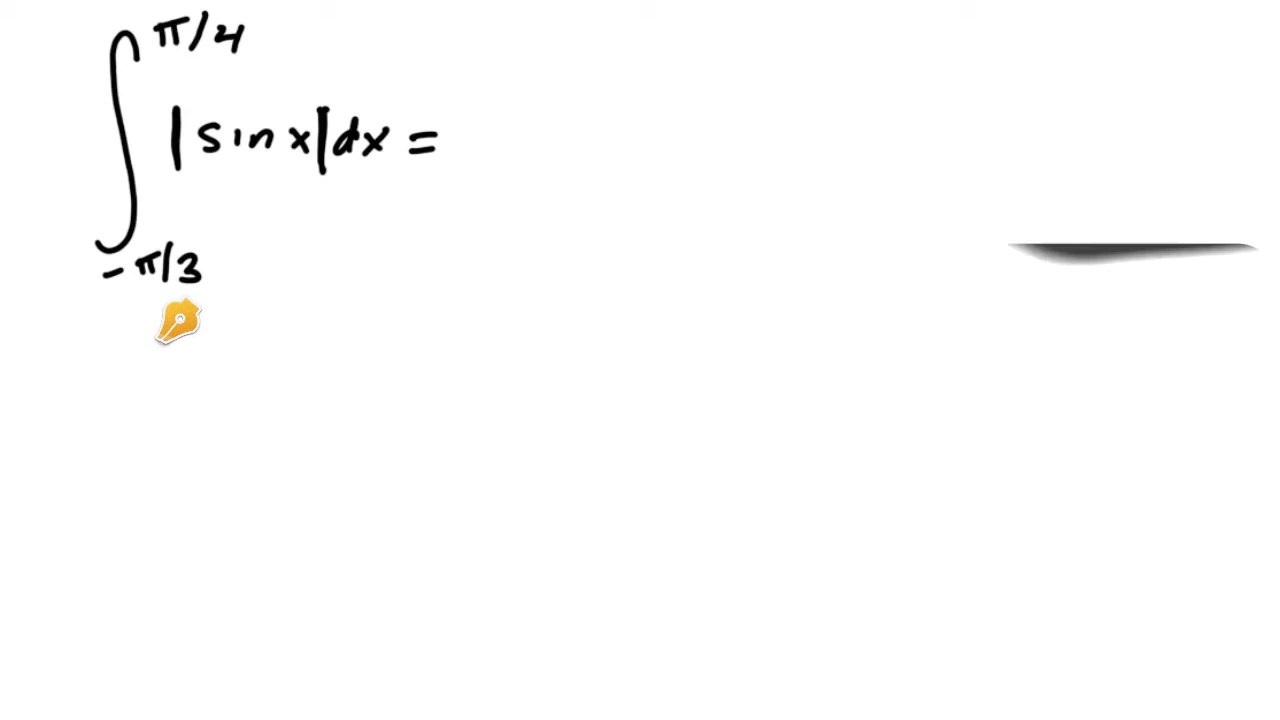 π/4
∫ |sin x| dx =
-π/3